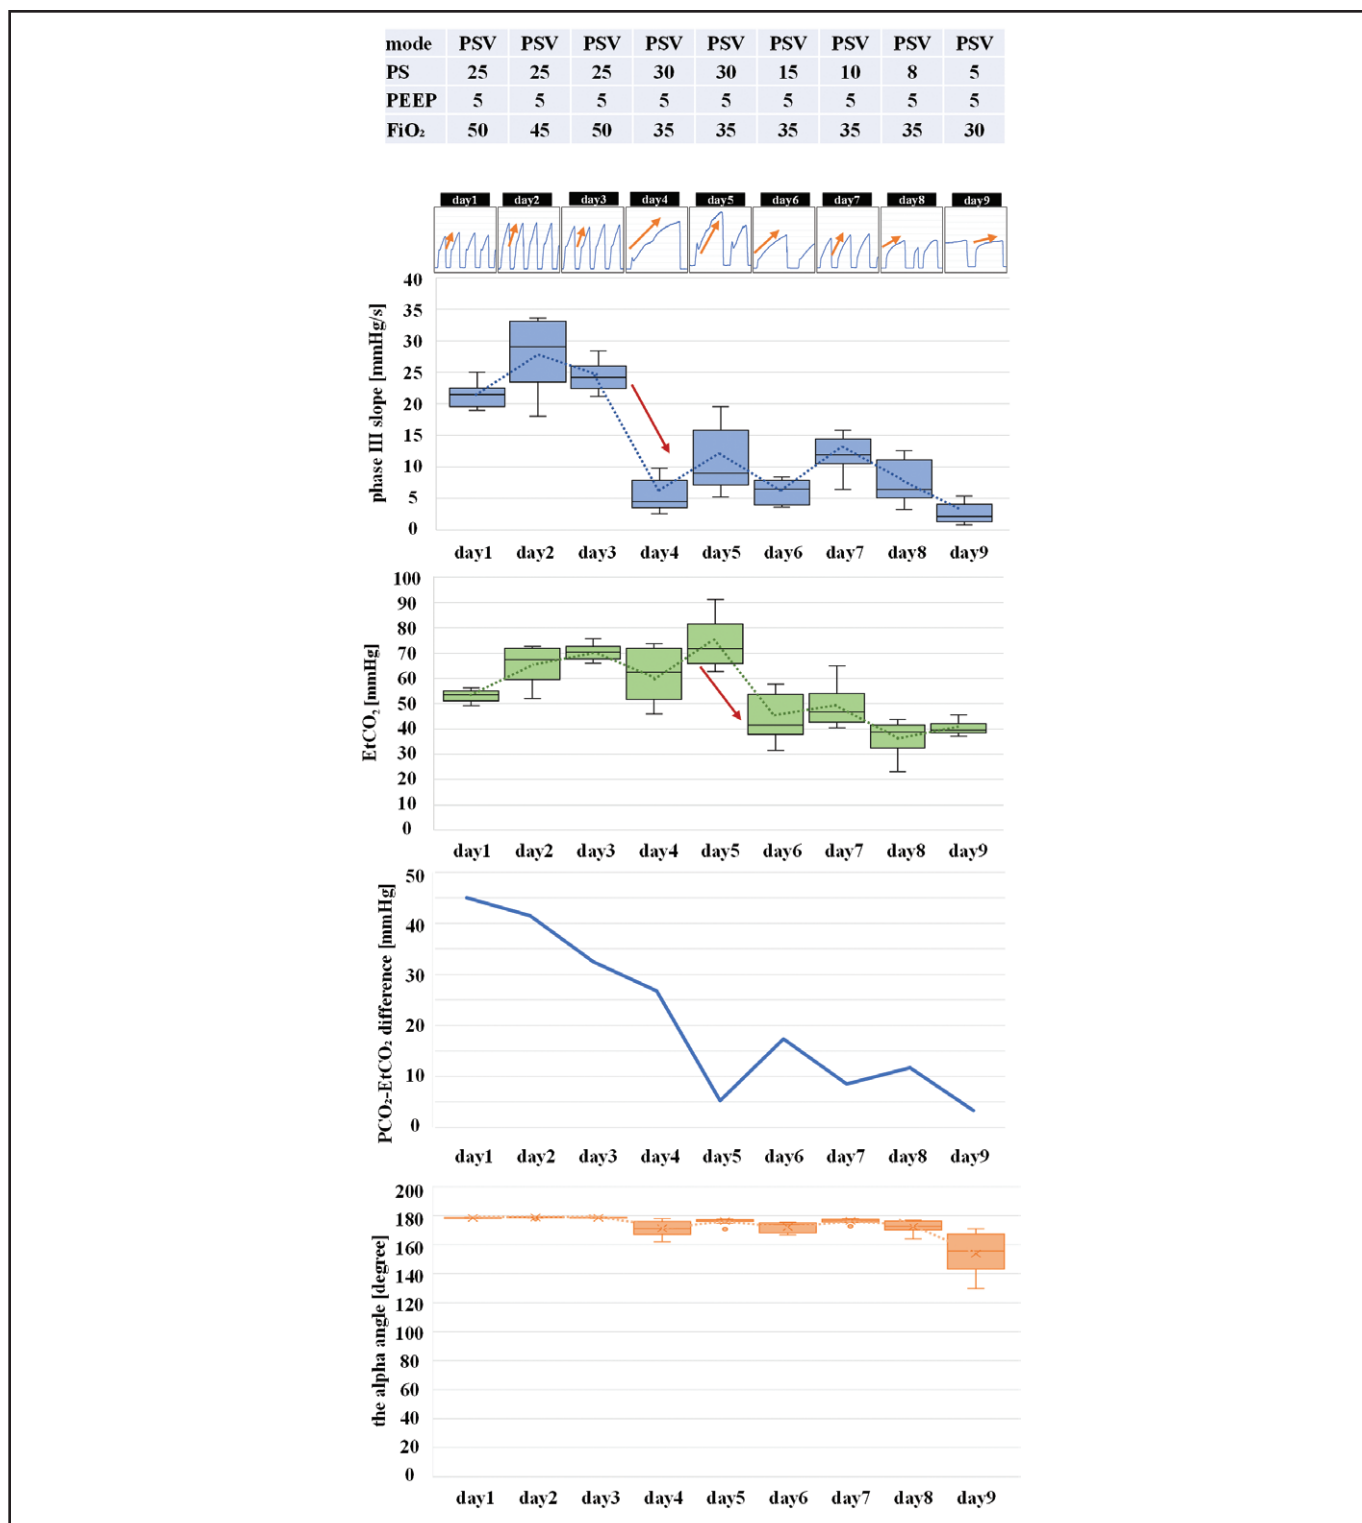 mode PSV PSV PSV PSV PSV PSV PSV PSV PSV
PS 25 25 25 30 30 15 10 8 5
PEEP 5 5 5 5 5 5 5 5 5
FiO₂ 50 45 50 35 35 35 35 35 30
day1 day2 day3 day4 day5 day6 day7 day8 day9
phase III slope [mmHg/s]
40
35
30
25
20
15
10
5
0
day1 day2 day3 day4 day5 day6 day7 day8 day9
EtCO₂ [mmHg]
100
90
80
70
60
50
40
30
20
10
0
day1 day2 day3 day4 day5 day6 day7 day8 day9
PCO₂-EtCO₂ difference [mmHg]
50
40
30
20
10
0
day1 day2 day3 day4 day5 day6 day7 day8 day9
the alpha angle [degree]
200
180
160
140
120
100
80
60
40
20
0
day1 day2 day3 day4 day5 day6 day7 day8 day9